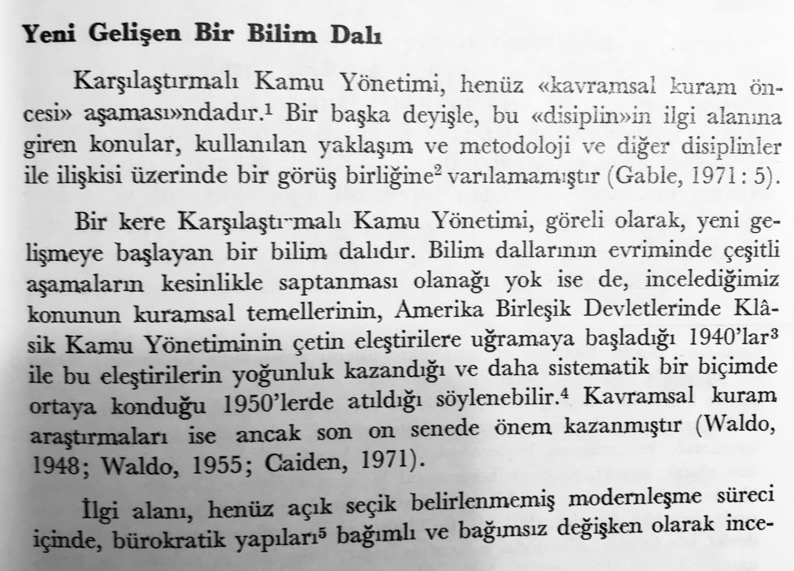 Yeni Gelişen Bir Bilim Dalı
Karşılaştırmalı Kamu Yönetimi, henüz «kavramsal kuram ön-
cesi» aşaması»ndadır.¹ Bir başka deyişle, bu «disiplin»in ilgi alanına
giren konular, kullanılan yaklaşım ve metodoloji ve diğer disiplinler
ile ilişkisi üzerinde bir görüş birliğine² varılamamıştır (Gable, 1971: 5).
Bir kere Karşılaştırmalı Kamu Yönetimi, göreli olarak, yeni ge-
lişmeye başlayan bir bilim dalıdır. Bilim dallarının evriminde çeşitli
aşamaların kesinlikle saptanması olanağı yok ise de, incelediğimiz
konunun kuramsal temellerinin, Amerika Birleşik Devletlerinde Klâ-
sik Kamu Yönetiminin çetin eleştirilere uğramaya başladığı 1940'lar³
ile bu eleştirilerin yoğunluk kazandığı ve daha sistematik bir biçimde
ortaya konduğu 1950'lerde atıldığı söylenebilir.⁴ Kavramsal kuram
araştırmaları ise ancak son on senede önem kazanmıştır (Waldo,
1948; Waldo, 1955; Caiden, 1971).
İlgi alanı, henüz açık seçik belirlenmemiş modernleşme süreci
içinde, bürokratik yapıları⁵ bağımlı ve bağımsız değişken olarak ince-